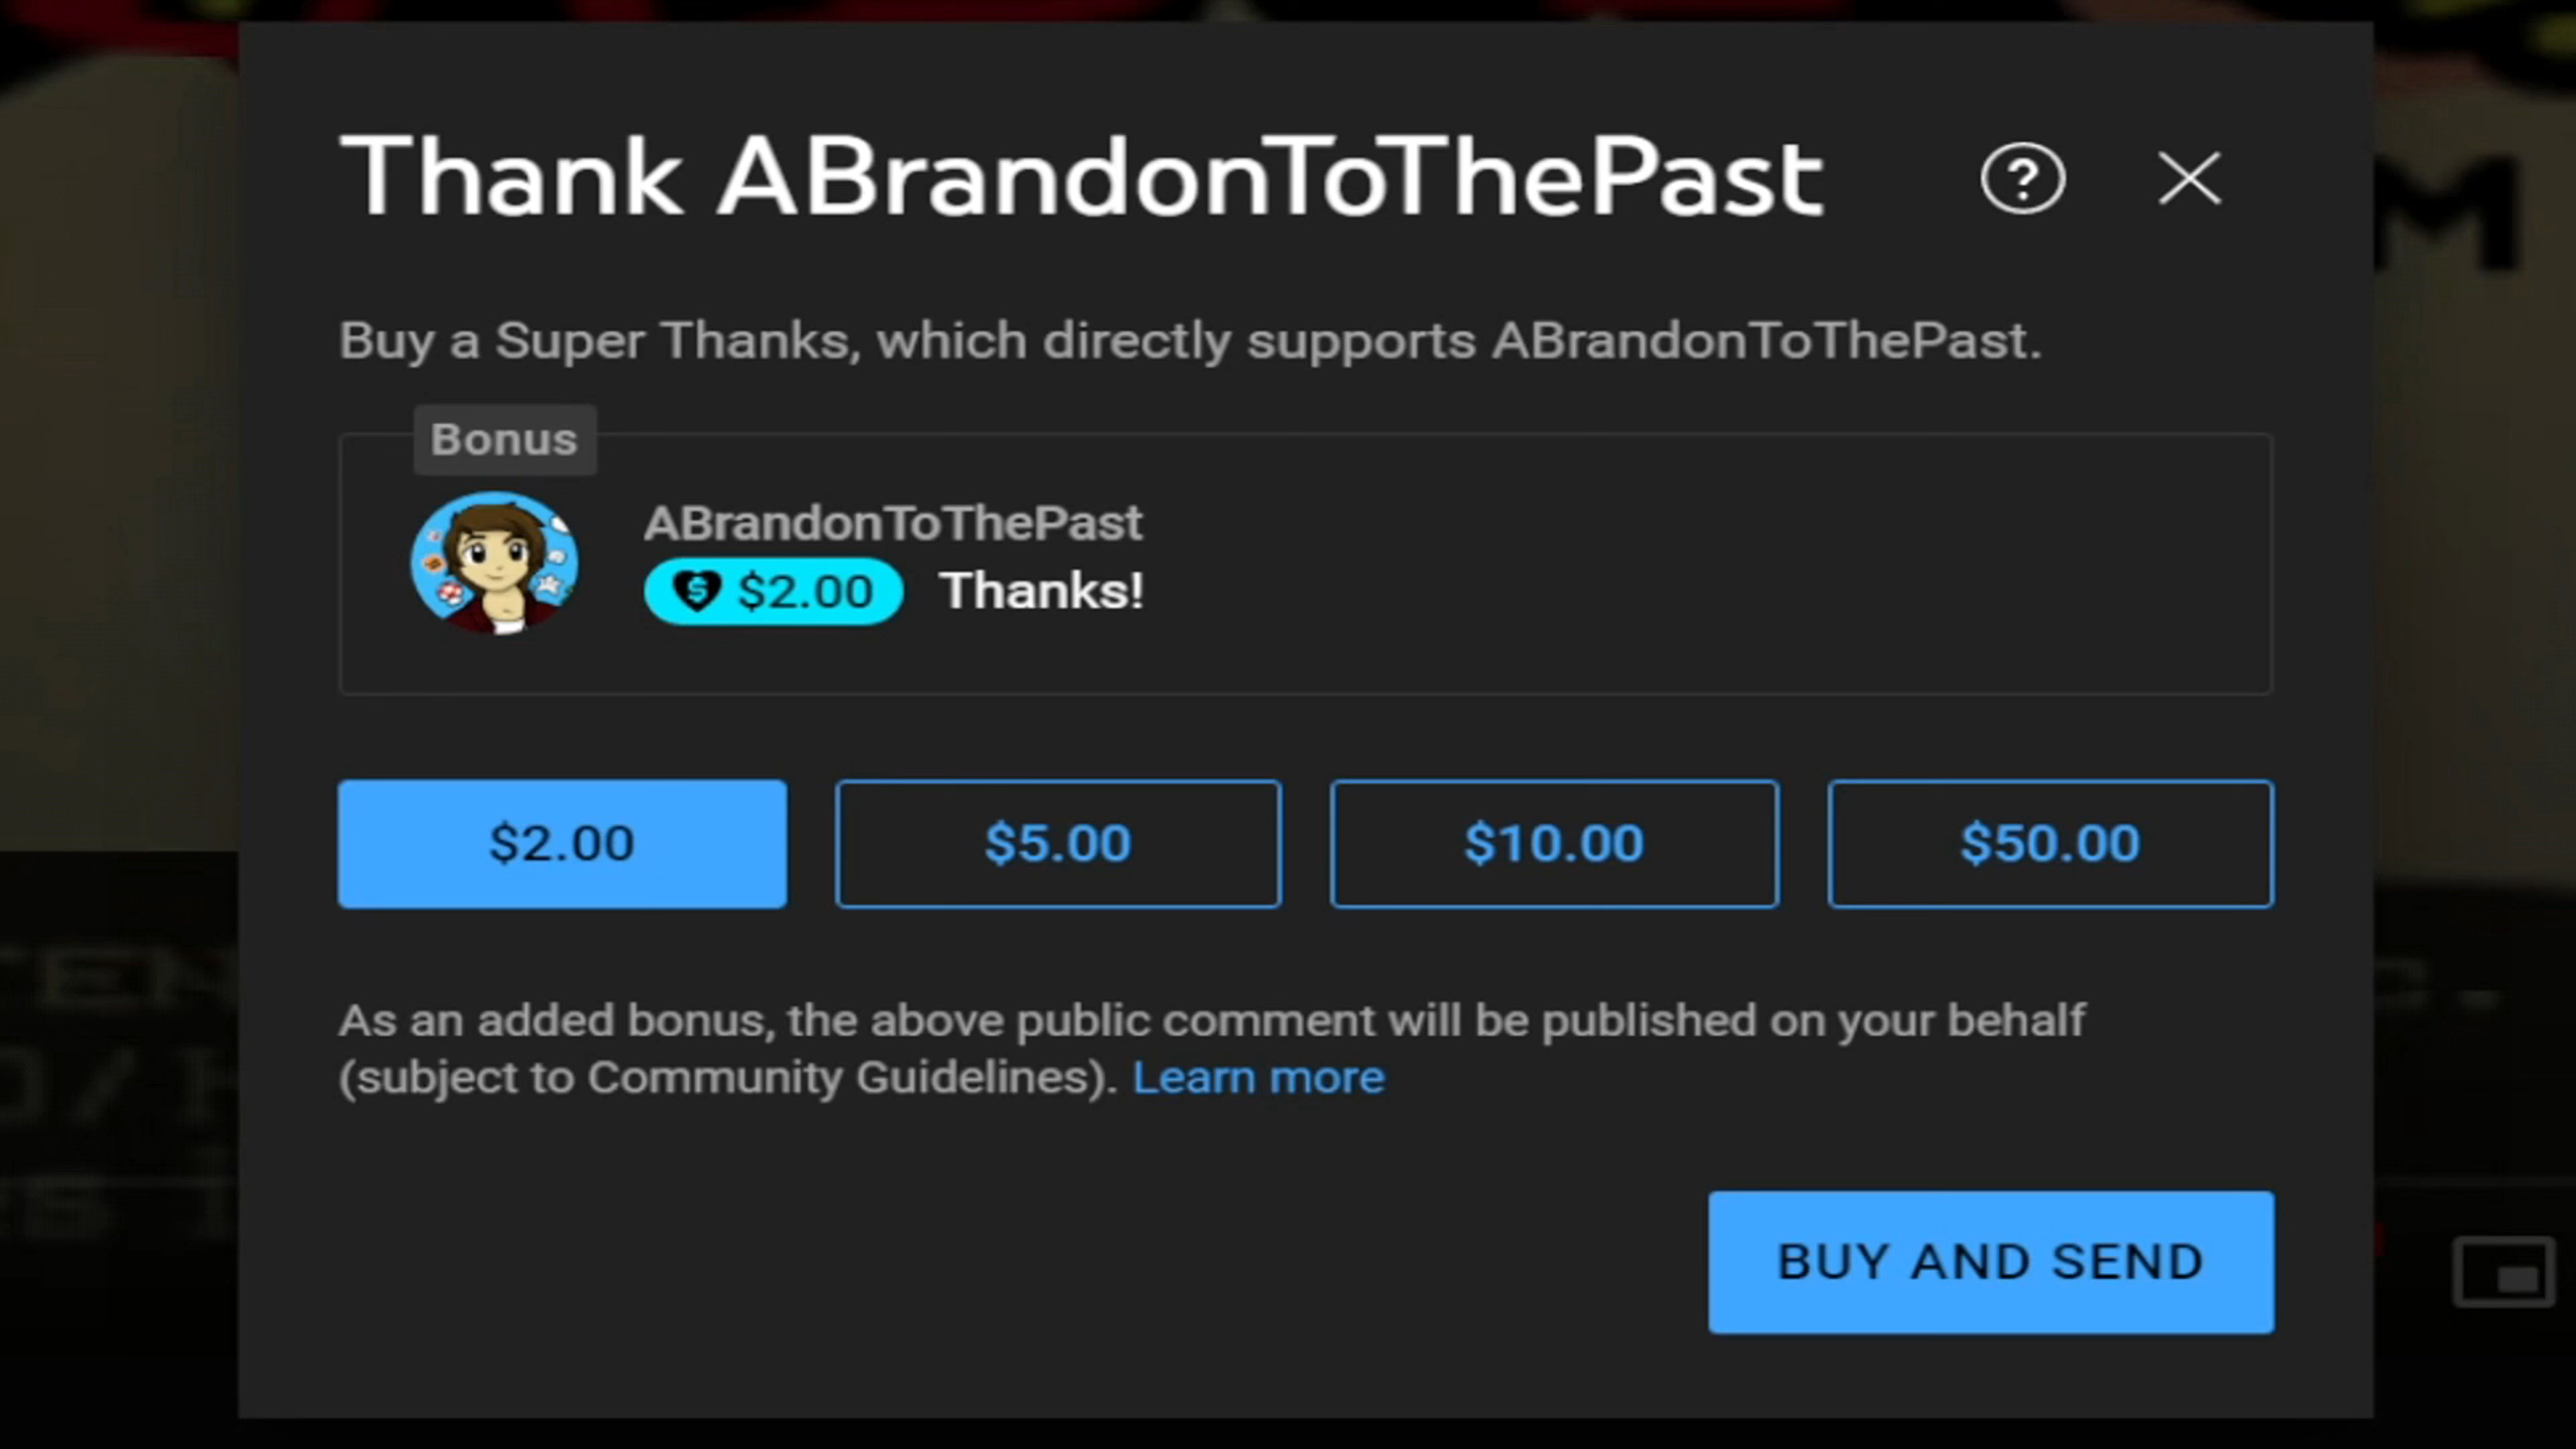 Thank ABrandonToThePast
Buy a Super Thanks, which directly supports ABrandonToThePast.
Bonus
ABrandonToThePast
$2.00 Thanks!
$2.00 $5.00 $10.00 $50.00
As an added bonus, the above public comment will be published on your behalf
(subject to Community Guidelines). Learn more
BUY AND SEND